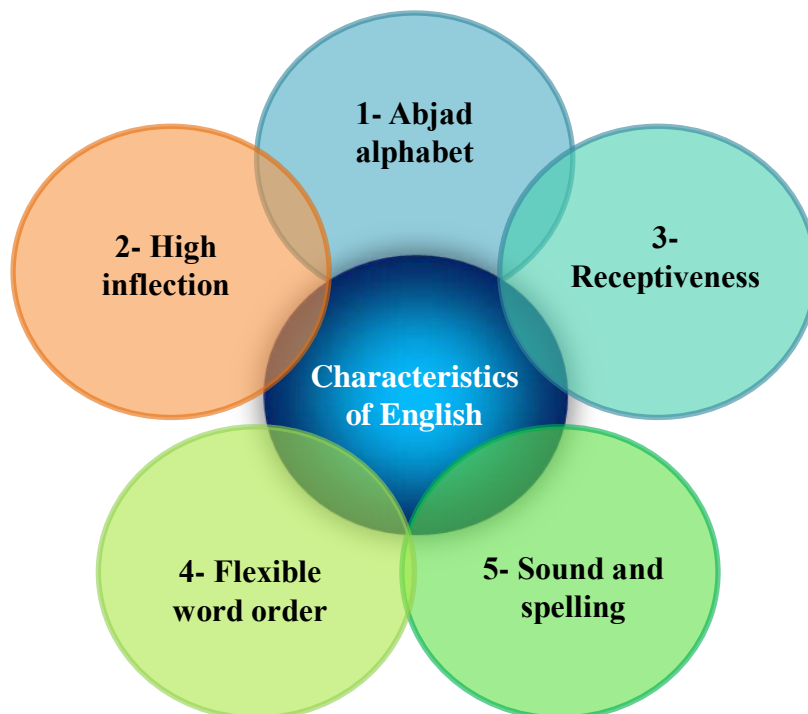 1- Abjad
alphabet
2- High
inflection
3-
Receptiveness
Characteristics
of English
4- Flexible
word order
5- Sound and
spelling